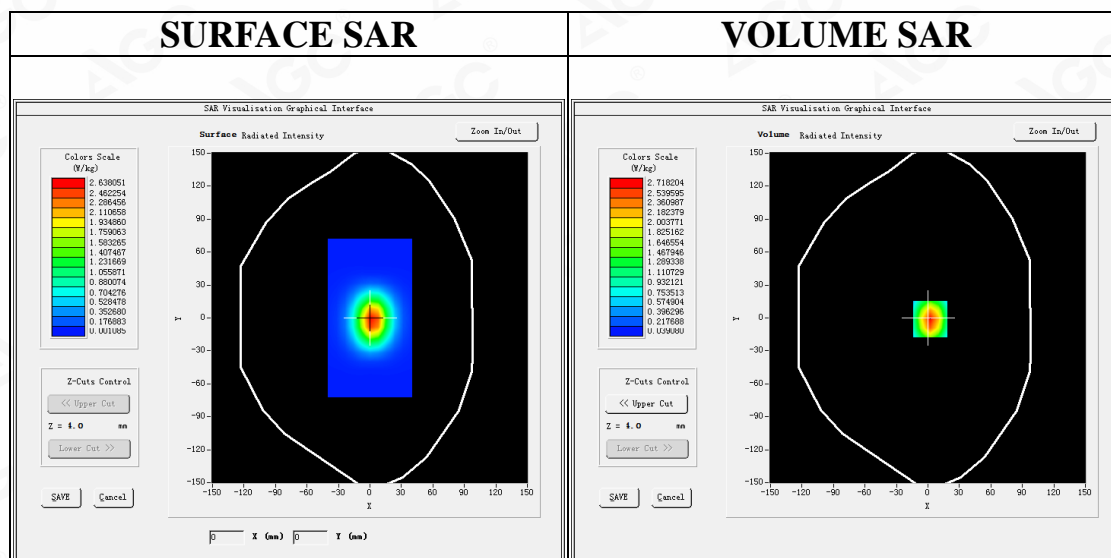 SURFACE SAR
VOLUME SAR
SAR Visualisation Graphical Interface
Surface Radiated Intensity
Zoom In/Out
Colors Scale
(W/kg)
2.638051
2.462254
2.286456
2.110658
1.934860
1.759063
1.583265
1.407467
1.231669
1.055871
0.880074
0.704276
0.528478
0.352680
0.176883
0.001085
150
120
90
60
30
0
-30
-60
-90
-120
-150
Y
-150 -120 -90 -60 -30 0 30 60 90 120 150
X
Z-Cuts Control
<< Upper Cut
Z = 4.0 mm
Lower Cut >>
SAVE Cancel
0 X (mm) 0 Y (mm)
SAR Visualisation Graphical Interface
Volume Radiated Intensity
Zoom In/Out
Colors Scale
(W/kg)
2.718204
2.539595
2.360987
2.182379
2.003771
1.825162
1.646554
1.467946
1.289338
1.110729
0.932121
0.753513
0.574904
0.396296
0.217688
0.039080
150
120
90
60
30
0
-30
-60
-90
-120
-150
Y
-150 -120 -90 -60 -30 0 30 60 90 120 150
X
Z-Cuts Control
<< Upper Cut
Z = 4.0 mm
Lower Cut >>
SAVE Cancel